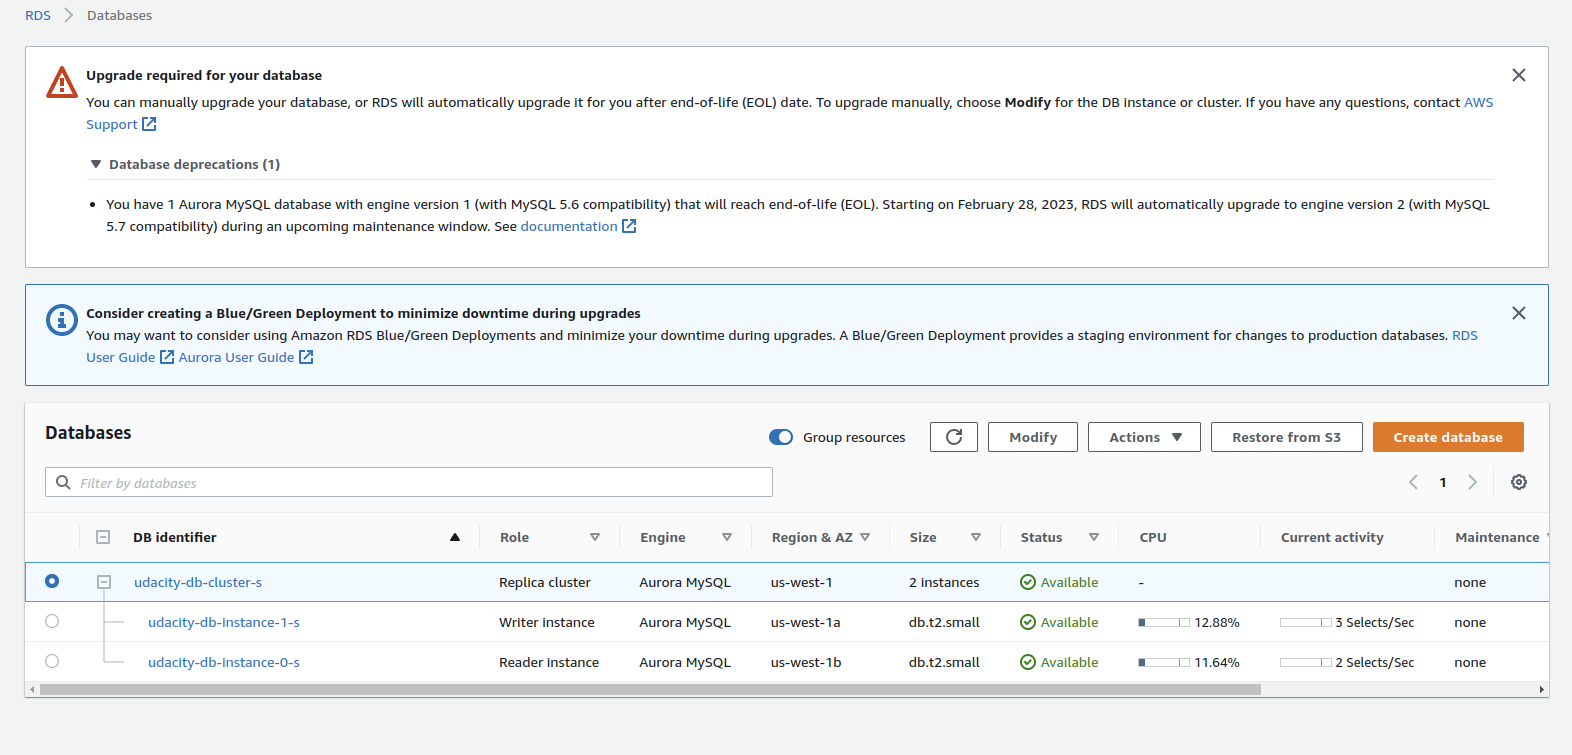 RDS > Databases
Upgrade required for your database
You can manually upgrade your database, or RDS will automatically upgrade it for you after end-of-life (EOL) date. To upgrade manually, choose Modify for the DB instance or cluster. If you have any questions, contact AWS
Support
Database deprecations (1)
You have 1 Aurora MySQL database with engine version 1 (with MySQL 5.6 compatibility) that will reach end-of-life (EOL). Starting on February 28, 2023, RDS will automatically upgrade to engine version 2 (with MySQL
5.7 compatibility) during an upcoming maintenance window. See documentation
Consider creating a Blue/Green Deployment to minimize downtime during upgrades
You may want to consider using Amazon RDS Blue/Green Deployments and minimize your downtime during upgrades. A Blue/Green Deployment provides a staging environment for changes to production databases. RDS
User Guide Aurora User Guide
Databases Group resources Modify Actions Restore from S3 Create database
Filter by databases 1
DB identifier Role Engine Region & AZ Size Status CPU Current activity Maintenance
udacity-db-cluster-s Replica cluster Aurora MySQL us-west-1 2 instances Available - none
udacity-db-instance-1-s Writer instance Aurora MySQL us-west-1a db.t2.small Available 12.88% 3 Selects/Sec none
udacity-db-instance-0-s Reader instance Aurora MySQL us-west-1b db.t2.small Available 11.64% 2 Selects/Sec none